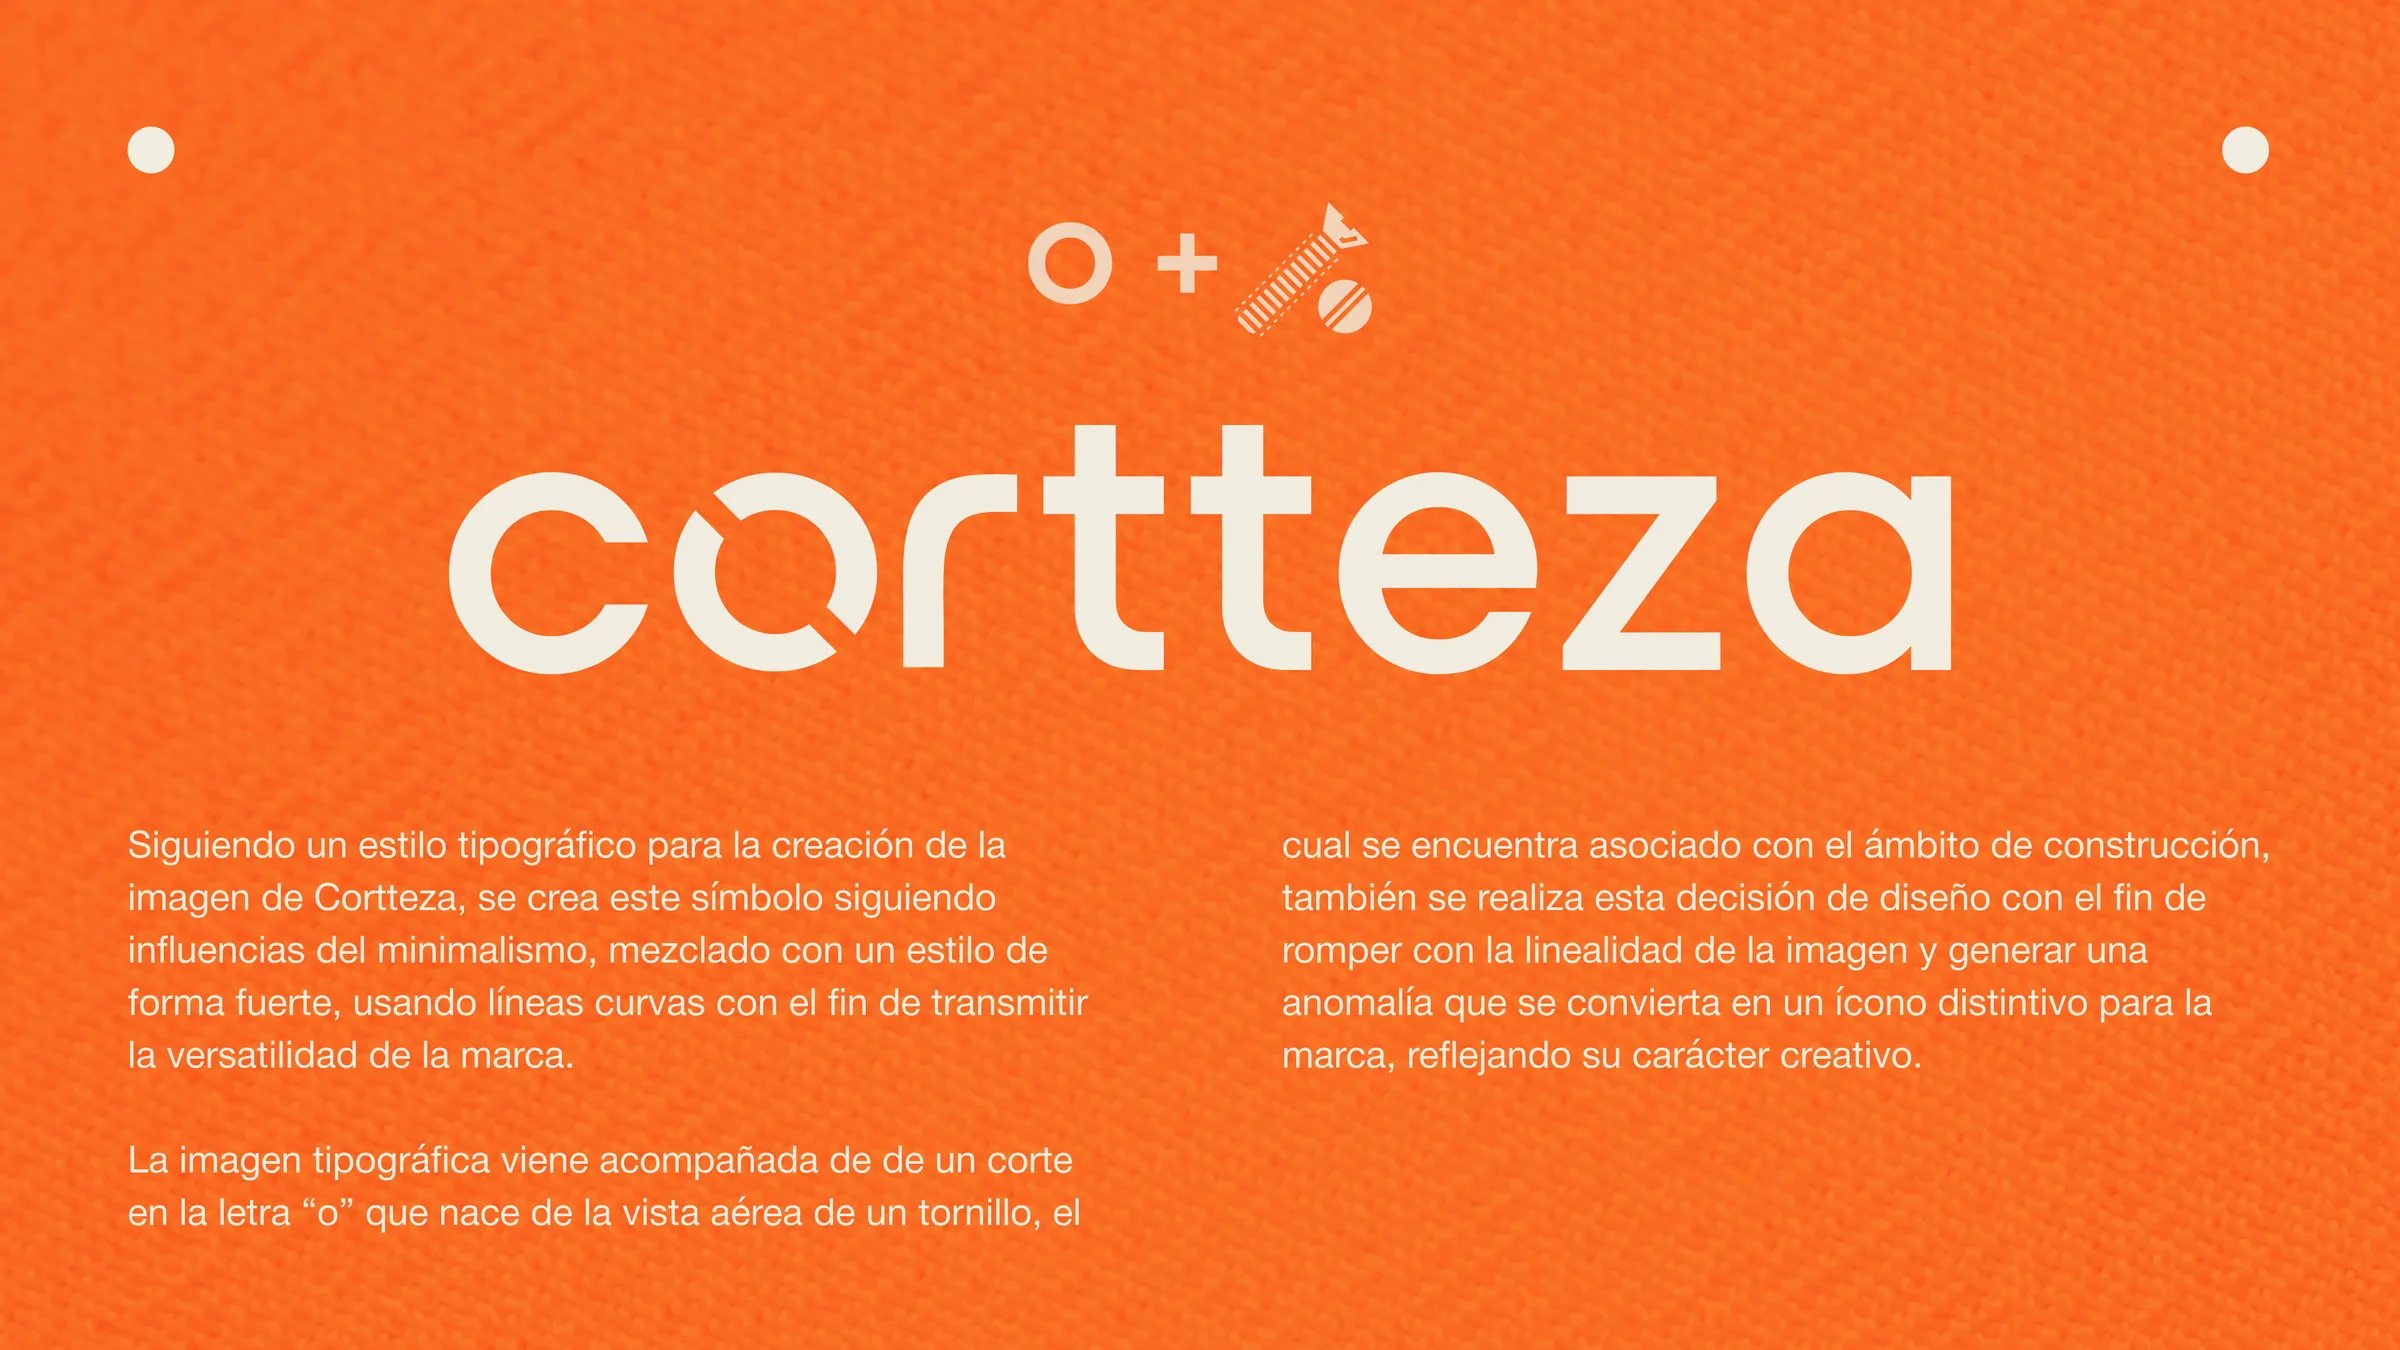 O +
cortteza
Siguiendo un estilo tipográfico para la creación de la
imagen de Cortteza, se crea este símbolo siguiendo
influencias del minimalismo, mezclado con un estilo de
forma fuerte, usando líneas curvas con el fin de transmitir
la versatilidad de la marca.
La imagen tipográfica viene acompañada de de un corte
en la letra “o” que nace de la vista aérea de un tornillo, el
cual se encuentra asociado con el ámbito de construcción,
también se realiza esta decisión de diseño con el fin de
romper con la linealidad de la imagen y generar una
anomalía que se convierta en un ícono distintivo para la
marca, reflejando su carácter creativo.